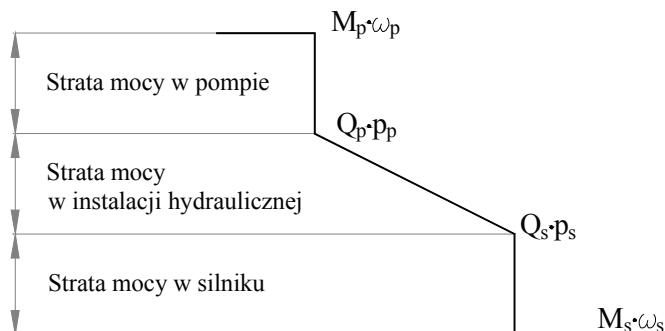 Mp·ωp
Strata mocy w pompie
Qp·pp
Strata mocy
w instalacji hydraulicznej
Qs·ps
Strata mocy w silniku
Ms·ωs